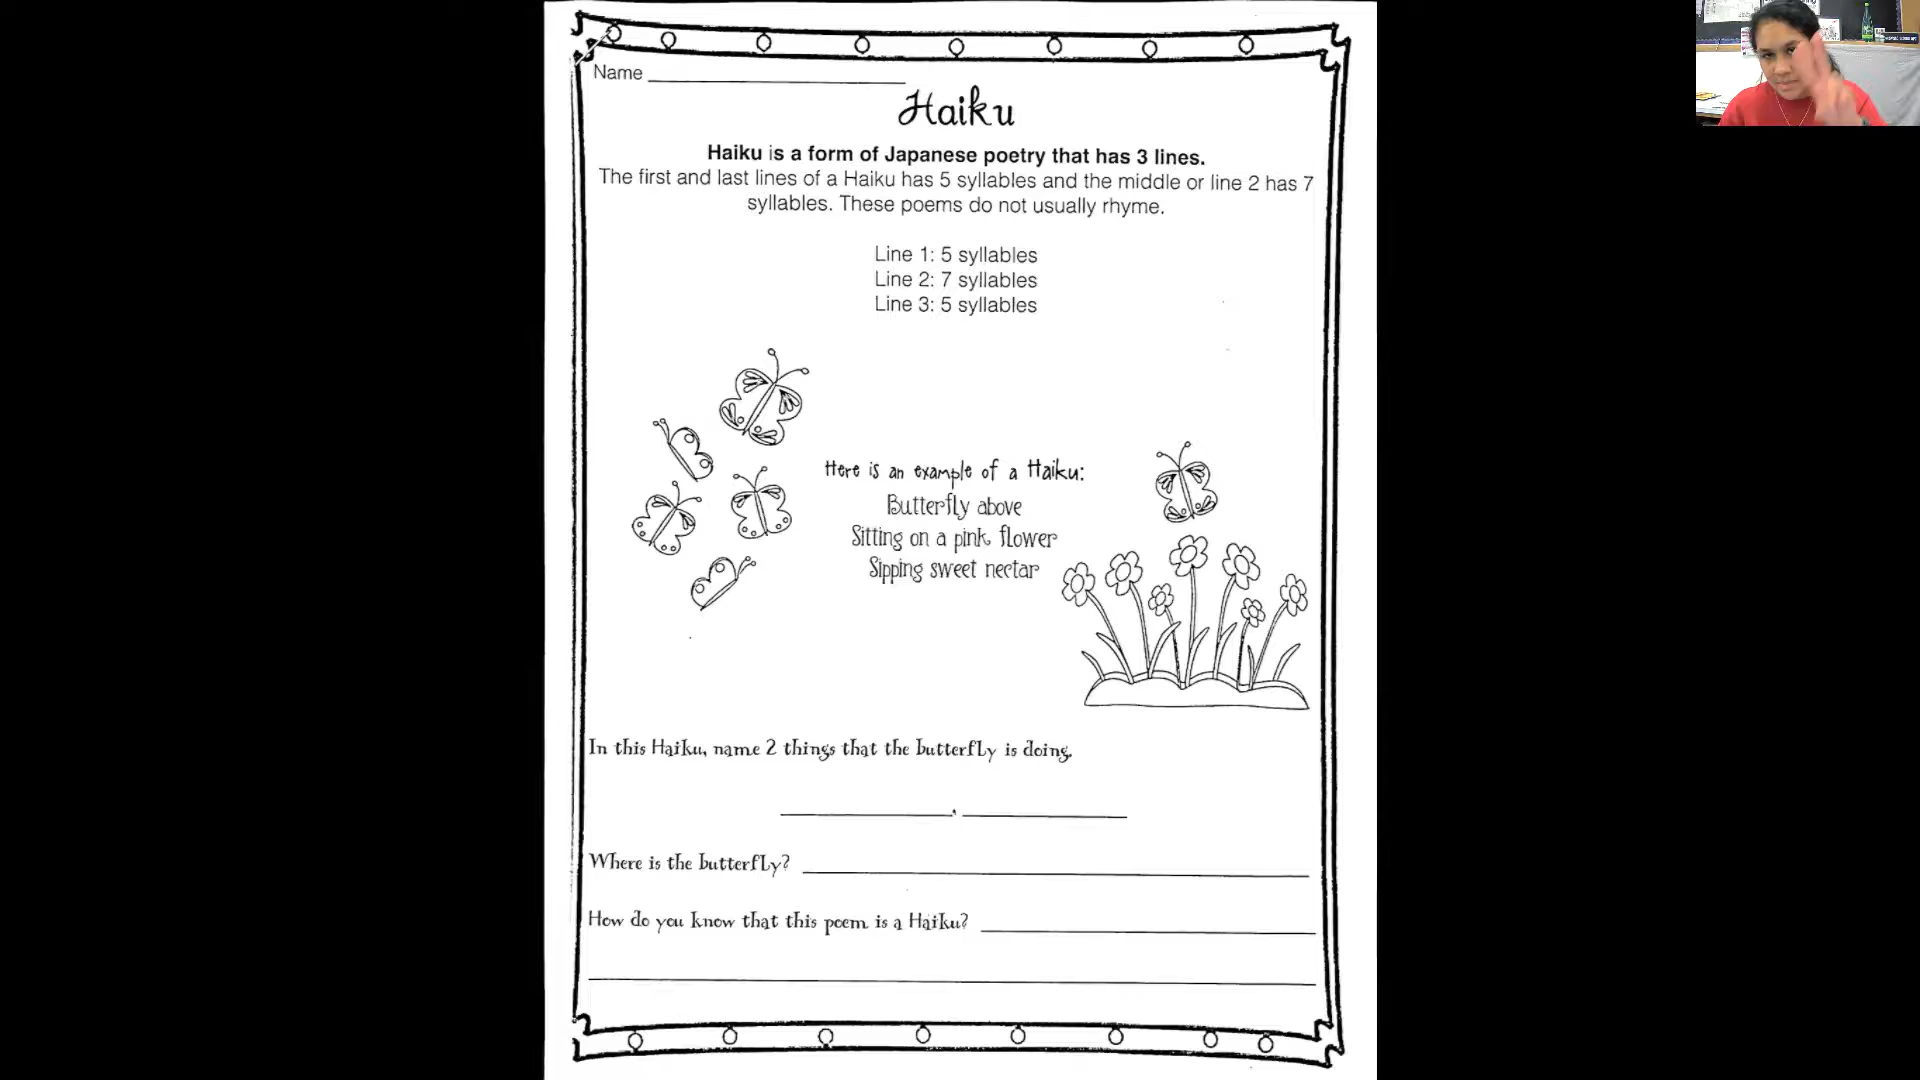 Name
Haiku
Haiku is a form of Japanese poetry that has 3 lines.
The first and last lines of a Haiku has 5 syllables and the middle or line 2 has 7
syllables. These poems do not usually rhyme.
Line 1: 5 syllables
Line 2: 7 syllables
Line 3: 5 syllables
Here is an example of a Haiku:
Butterfly above
Sitting on a pink flower
Sipping sweet nectar
In this Haiku, name 2 things that the butterfly is doing.
Where is the butterfly?
How do you know that this poem is a Haiku?